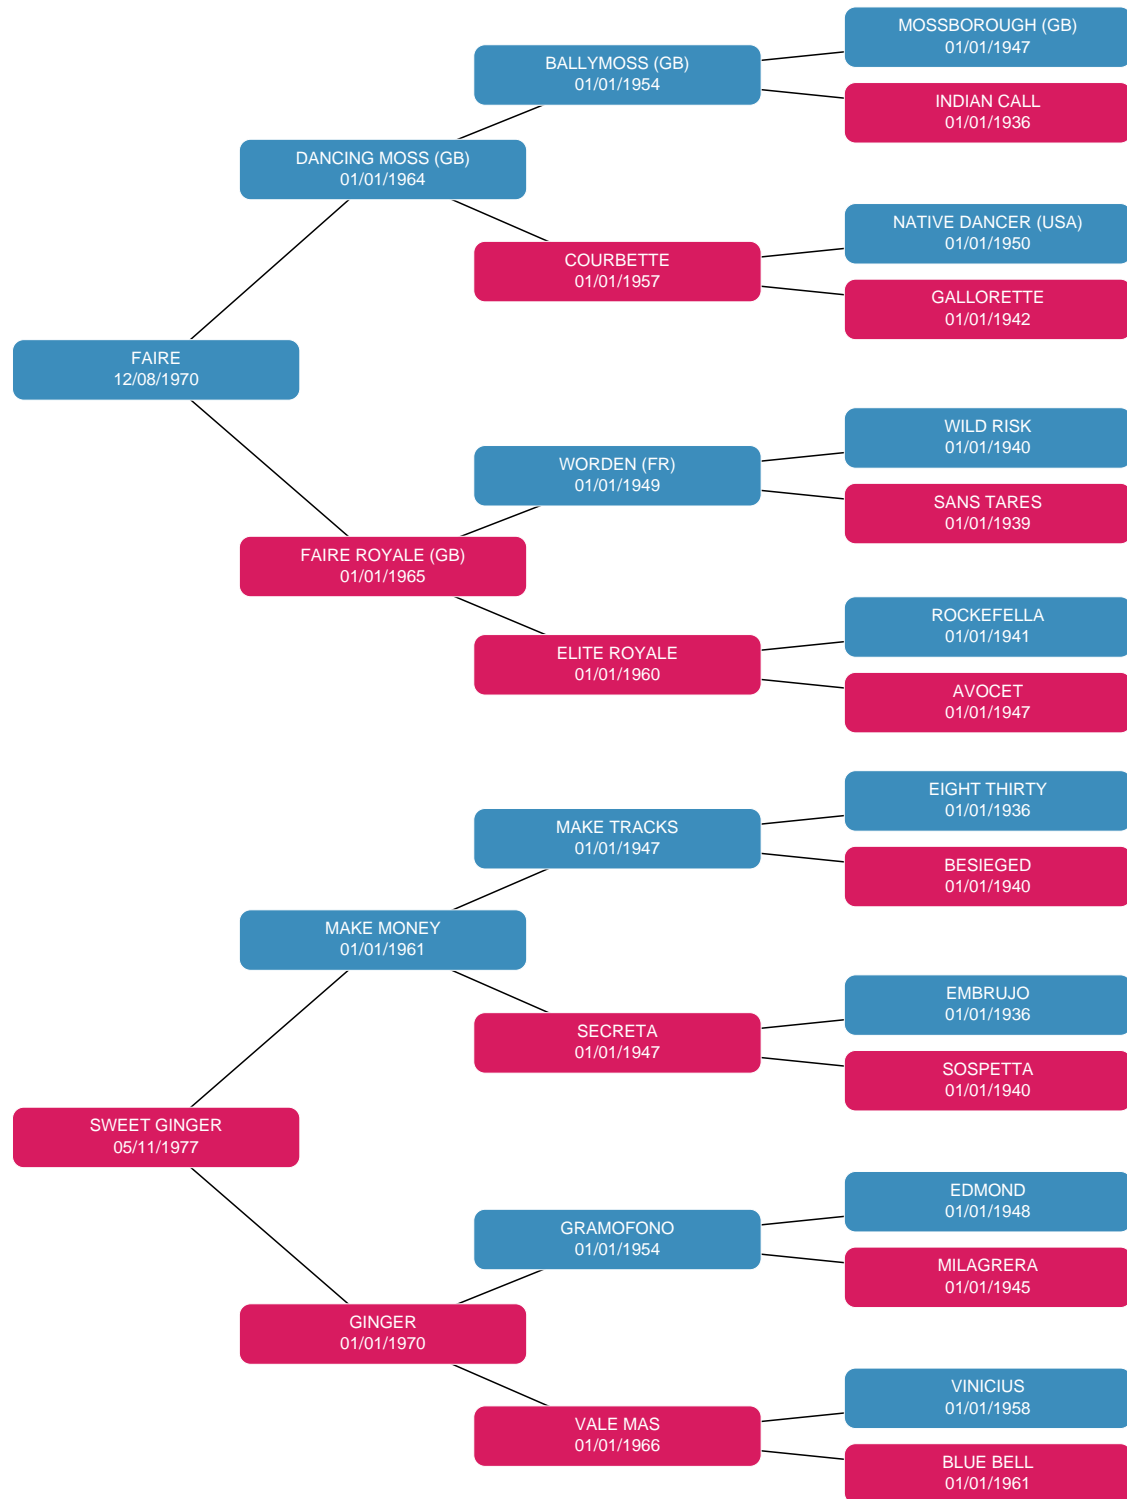 MOSSBOROUGH (GB)
01/01/1947
BALLYMOSS (GB)
01/01/1954
INDIAN CALL
01/01/1936
DANCING MOSS (GB)
01/01/1964
NATIVE DANCER (USA)
01/01/1950
COURBETTE
01/01/1957
GALLORETTE
01/01/1942
FAIRE
12/08/1970
WILD RISK
01/01/1940
WORDEN (FR)
01/01/1949
SANS TARES
01/01/1939
FAIRE ROYALE (GB)
01/01/1965
ROCKEFELLA
01/01/1941
ELITE ROYALE
01/01/1960
AVOCET
01/01/1947
EIGHT THIRTY
01/01/1936
MAKE TRACKS
01/01/1947
BESIEGED
01/01/1940
MAKE MONEY
01/01/1961
EMBRUJO
01/01/1936
SECRETA
01/01/1947
SOSPETTA
01/01/1940
SWEET GINGER
05/11/1977
EDMOND
01/01/1948
GRAMOFONO
01/01/1954
MILAGRERA
01/01/1945
GINGER
01/01/1970
VINICIUS
01/01/1958
VALE MAS
01/01/1966
BLUE BELL
01/01/1961